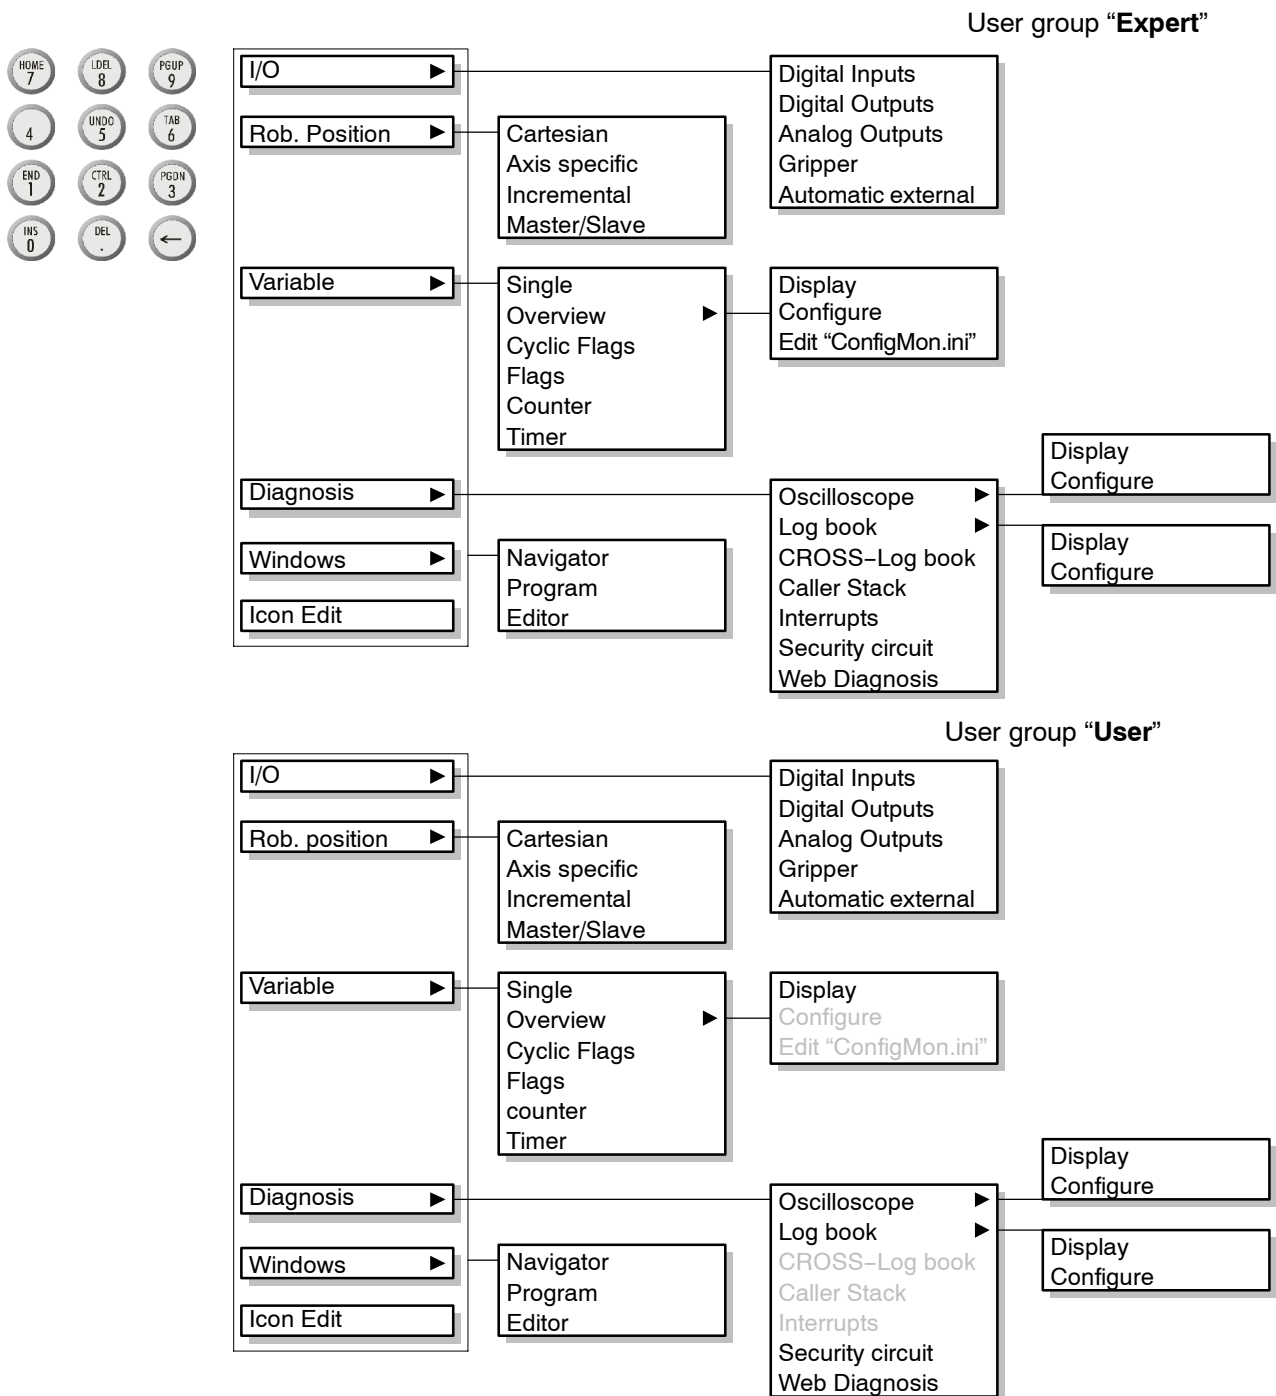 User group “Expert”
HOME
7
LDEL
8
PGUP
9
4
UNDO
5
TAB
6
END
1
CTRL
2
PGDN
3
INS
0
DEL
.
←
I/O
Digital Inputs
Digital Outputs
Analog Outputs
Gripper
Automatic external
Rob. Position
Cartesian
Axis specific
Incremental
Master/Slave
Variable
Single
Overview
Cyclic Flags
Flags
Counter
Timer
Display
Configure
Edit “ConfigMon.ini”
Diagnosis
Oscilloscope
Log book
CROSS–Log book
Caller Stack
Interrupts
Security circuit
Web Diagnosis
Display
Configure
Display
Configure
Windows
Navigator
Program
Editor
Icon Edit
User group “User”
I/O
Digital Inputs
Digital Outputs
Analog Outputs
Gripper
Automatic external
Rob. position
Cartesian
Axis specific
Incremental
Master/Slave
Variable
Single
Overview
Cyclic Flags
Flags
counter
Timer
Display
Configure
Edit “ConfigMon.ini”
Diagnosis
Oscilloscope
Log book
CROSS–Log book
Caller Stack
Interrupts
Security circuit
Web Diagnosis
Display
Configure
Display
Configure
Windows
Navigator
Program
Editor
Icon Edit